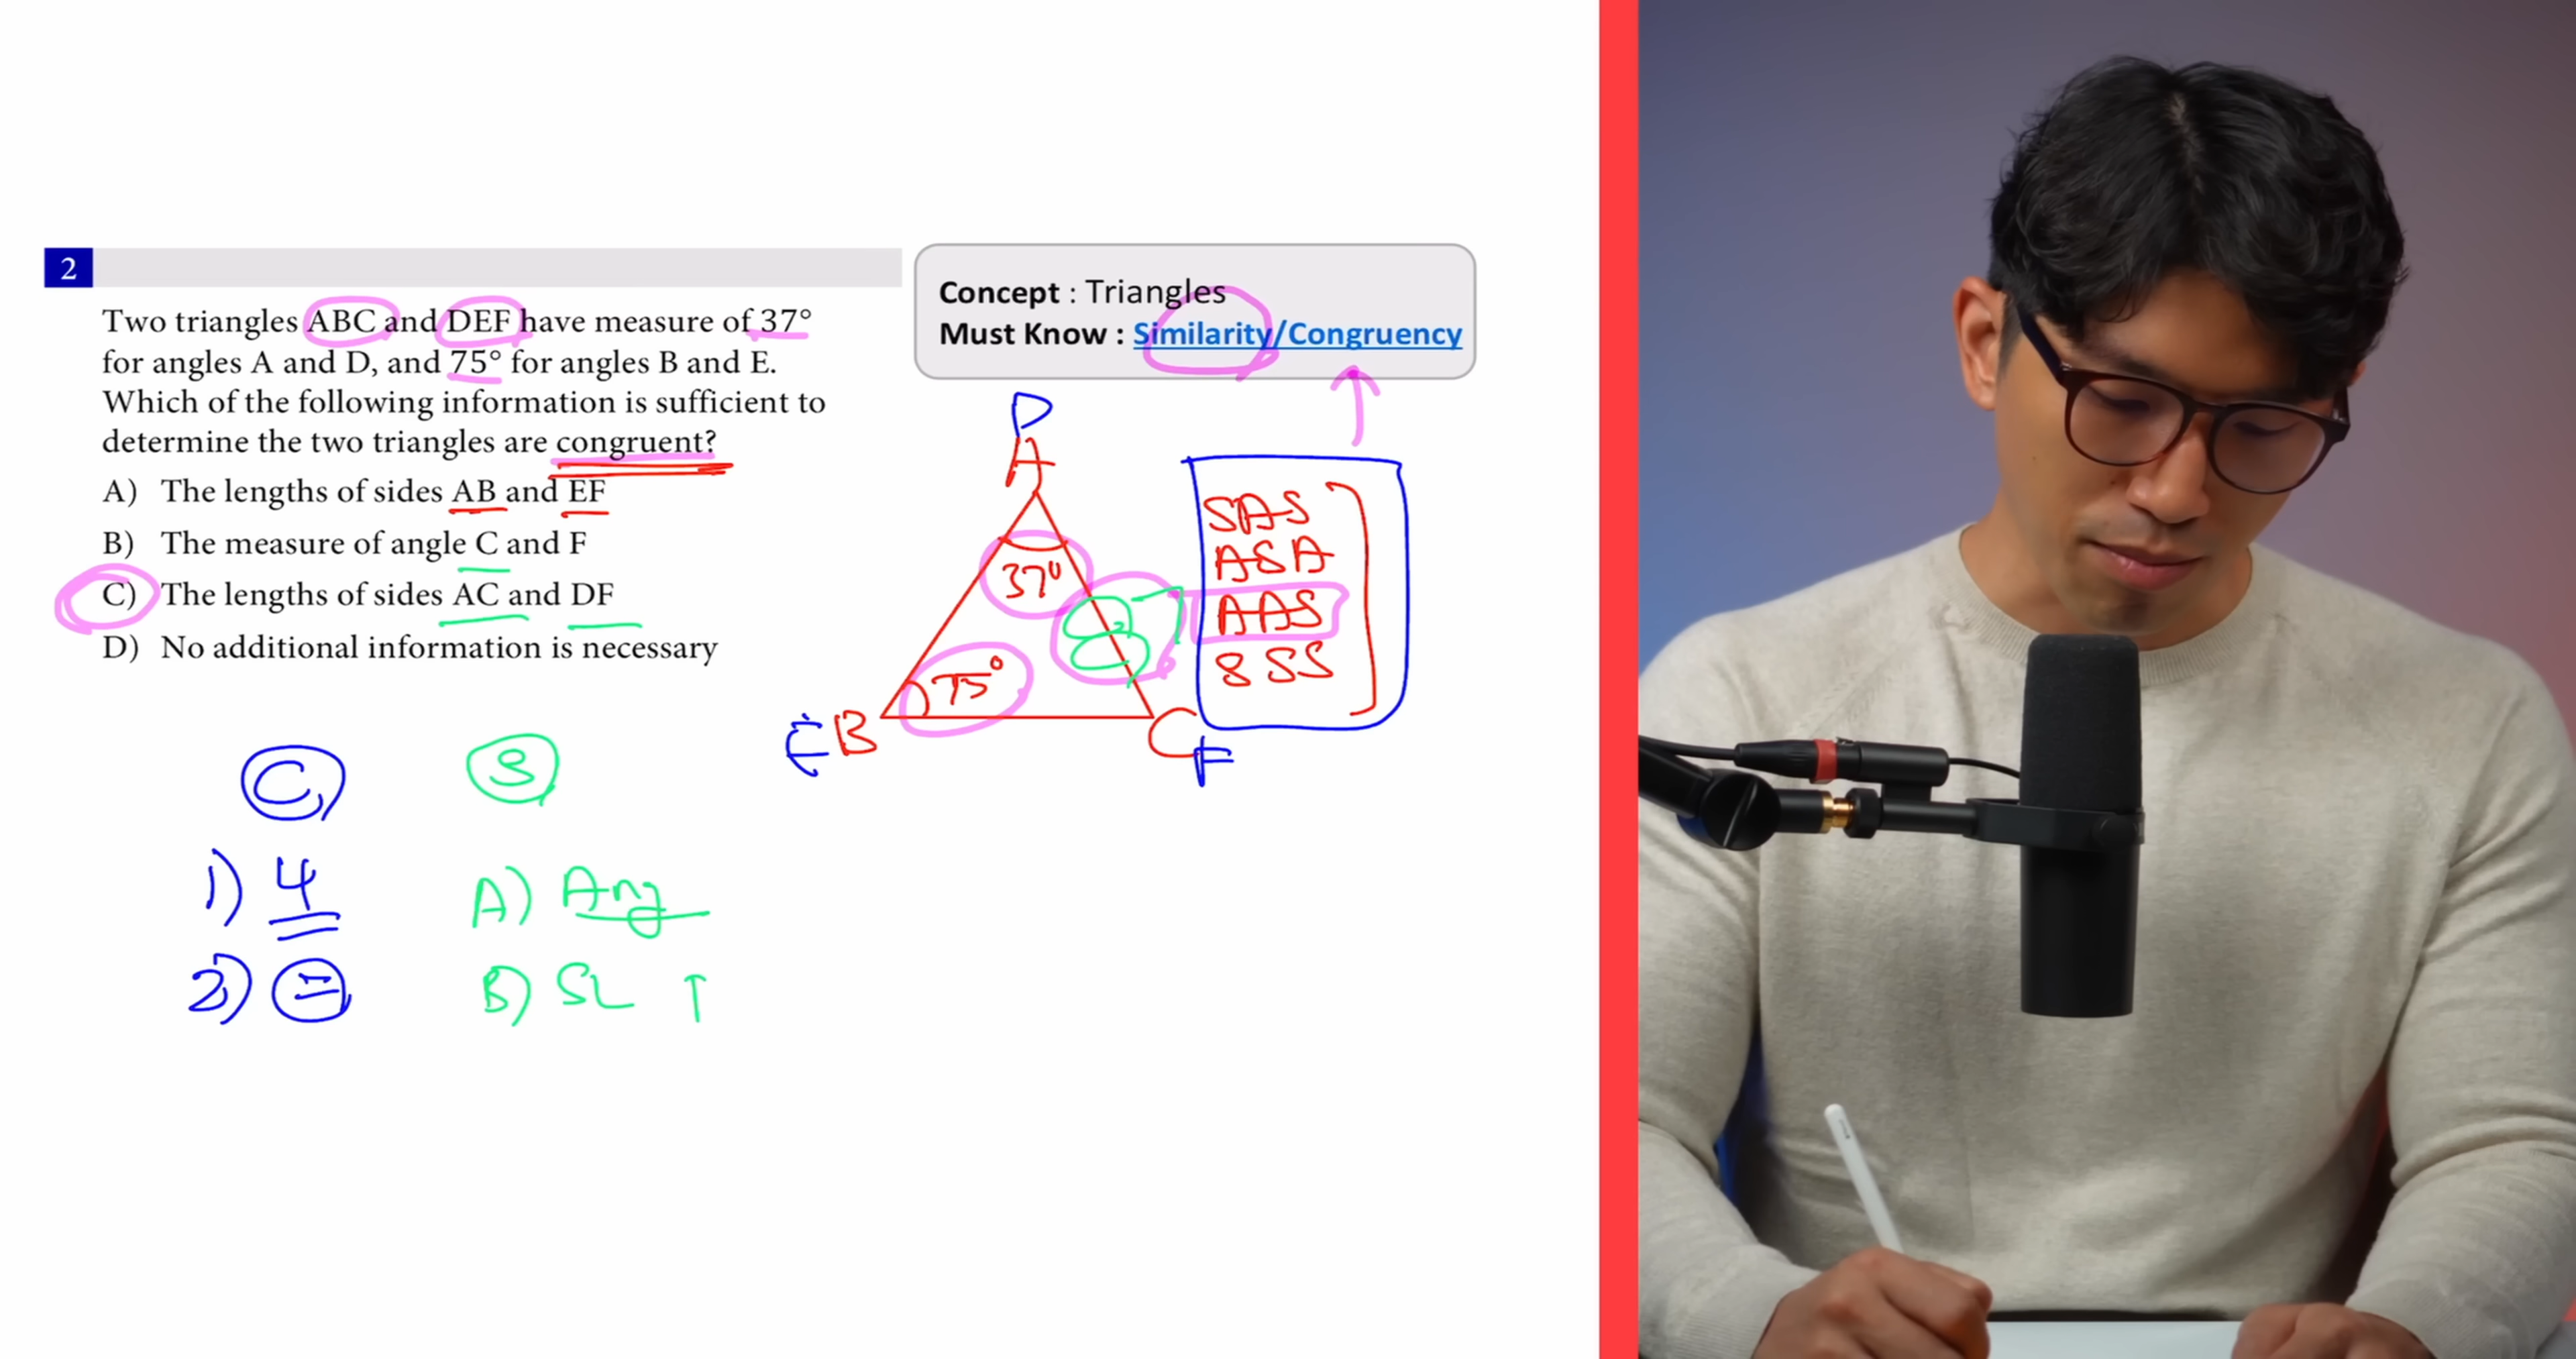 2
Two triangles ABC and DEF have measure of 37°
for angles A and D, and 75° for angles B and E.
Which of the following information is sufficient to
determine the two triangles are congruent?
A) The lengths of sides AB and EF
B) The measure of angle C and F
C) The lengths of sides AC and DF
D) No additional information is necessary
Concept : Triangles
Must Know : Similarity/Congruency
D
A
37°
75°
E B
C F
SAS
ASA
AAS
SSS
C
1) 4
2) =
S
A) Ang
B) SL